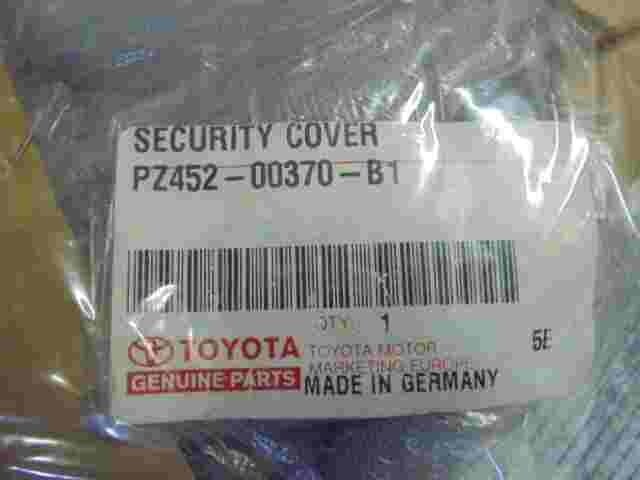 SECURITY COVER
PZ452-00370-B1
QTY: 1
5E
TOYOTA
TOYOTA MOTOR
MARKETING EUROPE
GENUINE PARTS
MADE IN GERMANY